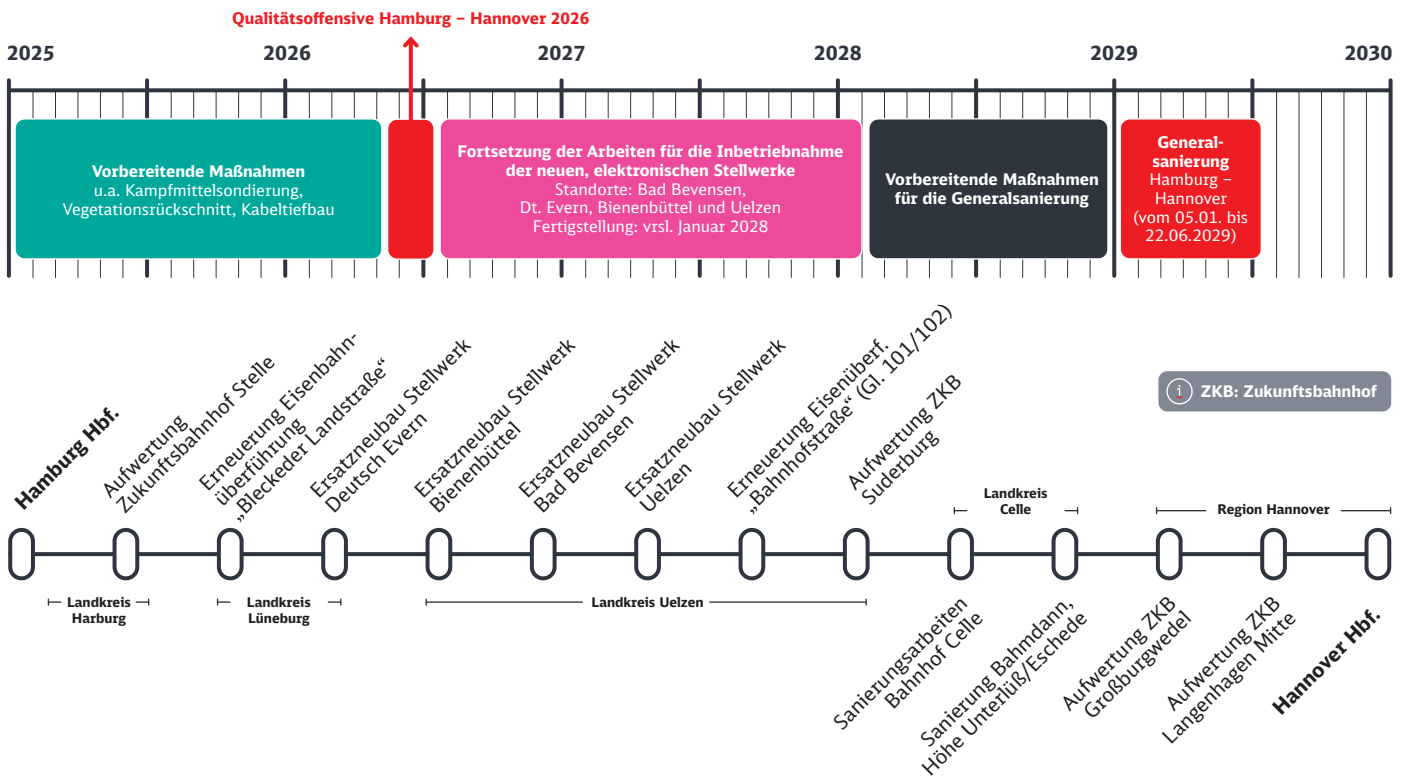 Qualitätsoffensive Hamburg – Hannover 2026
2025
2026
2027
2028
2029
2030
Vorbereitende Maßnahmen
u.a. Kampfmittelsondierung,
Vegetationsrückschnitt, Kabeltiefbau
Fortsetzung der Arbeiten für die Inbetriebnahme
der neuen, elektronischen Stellwerke
Standorte: Bad Bevensen,
Dt. Evern, Bienenbüttel und Uelzen
Fertigstellung: vrsl. Januar 2028
Vorbereitende Maßnahmen
für die Generalsanierung
General-
sanierung
Hamburg –
Hannover
(vom 05.01. bis
22.06.2029)
i ZKB: Zukunftsbahnhof
Hamburg Hbf.
Aufwertung
Zukunftsbahnhof Stelle
Erneuerung Eisenbahn-
überführung
„Bleckeder Landstraße“
Ersatzneubau Stellwerk
Deutsch Evern
Ersatzneubau Stellwerk
Bienenbüttel
Ersatzneubau Stellwerk
Bad Bevensen
Ersatzneubau Stellwerk
Uelzen
Erneuerung Eisenüberf.
„Bahnhofstraße“ (Gl. 101/102)
Aufwertung ZKB
Suderburg
Landkreis
Celle
Region Hannover
Landkreis
Harburg
Landkreis
Lüneburg
Landkreis Uelzen
Sanierungsarbeiten
Bahnhof Celle
Sanierung Bahmdann,
Höhe Unterlüß/Eschede
Aufwertung ZKB
Großburgwedel
Aufwertung ZKB
Langenhagen Mitte
Hannover Hbf.